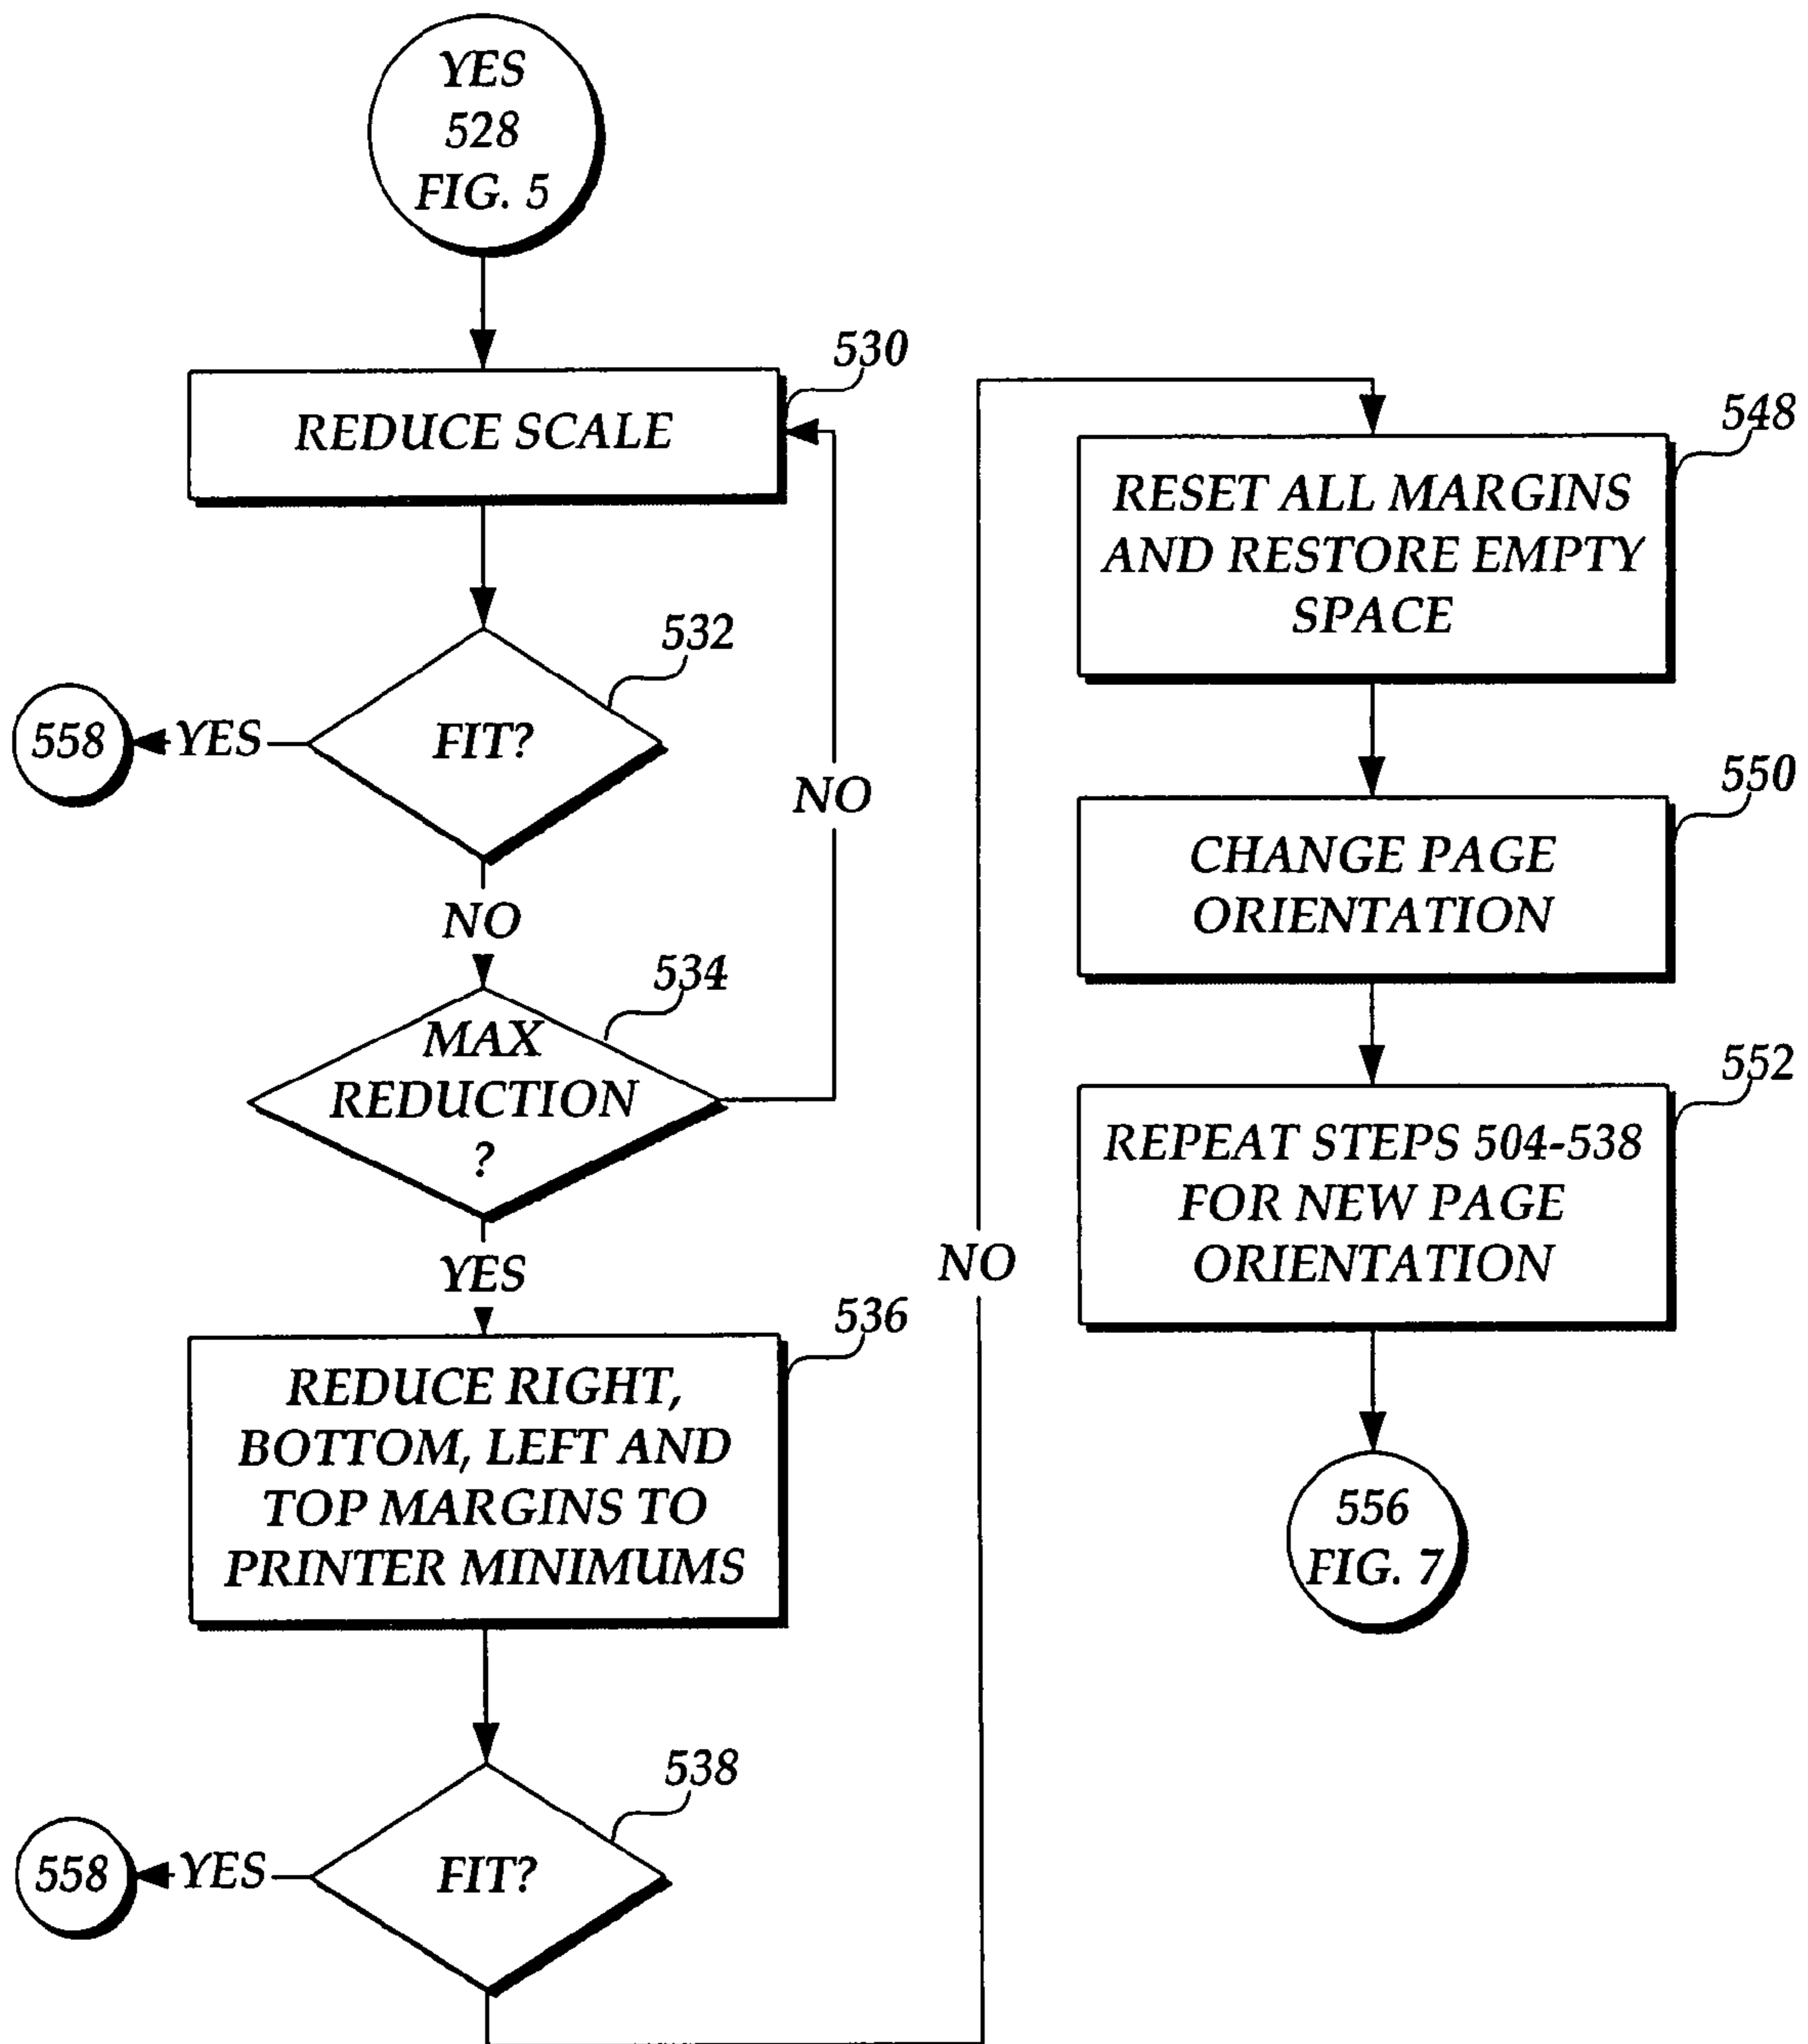 YES
528
FIG. 5
530
REDUCE SCALE
532
FIT?
YES
558
NO
NO
534
MAX
REDUCTION
?
YES
536
REDUCE RIGHT,
BOTTOM, LEFT AND
TOP MARGINS TO
PRINTER MINIMUMS
538
FIT?
YES
558
NO
548
RESET ALL MARGINS
AND RESTORE EMPTY
SPACE
550
CHANGE PAGE
ORIENTATION
552
REPEAT STEPS 504-538
FOR NEW PAGE
ORIENTATION
556
FIG. 7